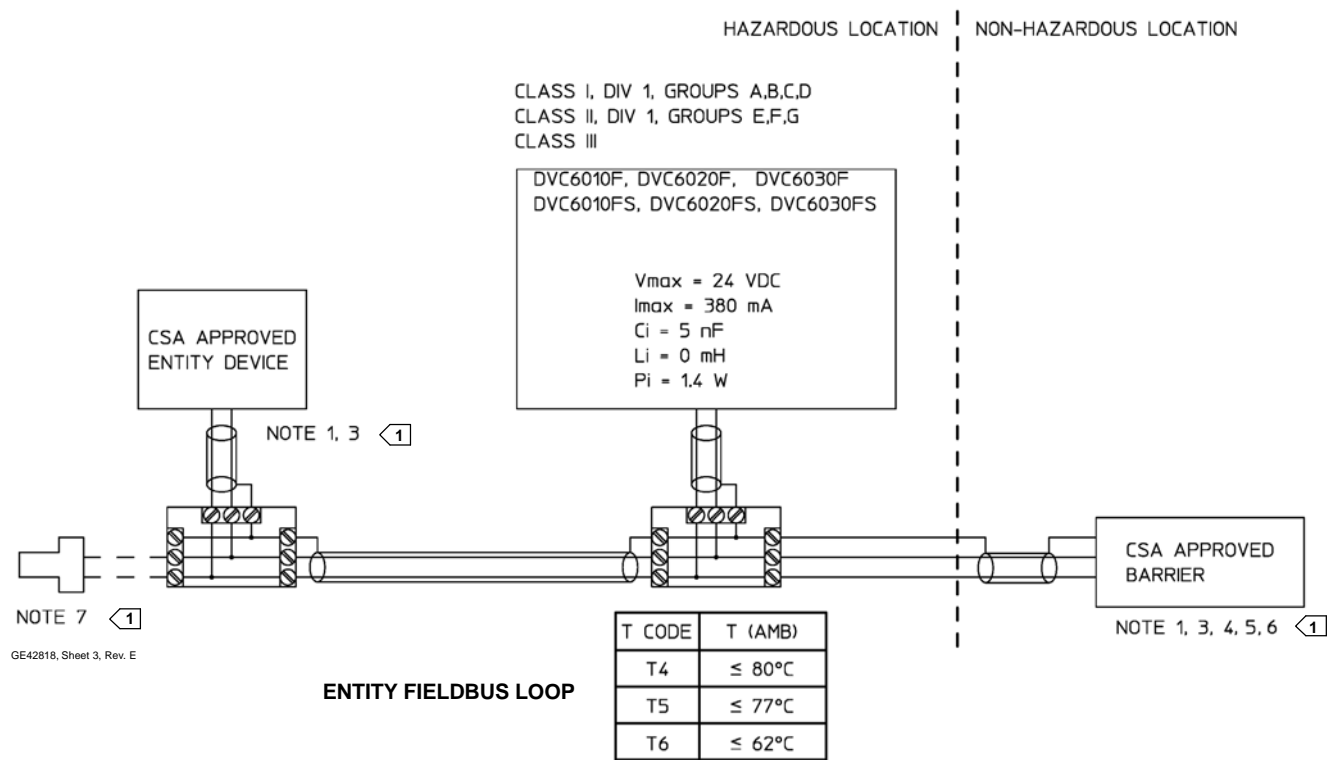 HAZARDOUS LOCATION
NON-HAZARDOUS LOCATION
CLASS I, DIV 1, GROUPS A,B,C,D
CLASS II, DIV 1, GROUPS E,F,G
CLASS III
DVC6010F, DVC6020F, DVC6030F
DVC6010FS, DVC6020FS, DVC6030FS
Vmax = 24 VDC
Imax = 380 mA
Ci = 5 nF
Li = 0 mH
Pi = 1.4 W
CSA APPROVED
ENTITY DEVICE
NOTE 1, 3 1
CSA APPROVED
BARRIER
NOTE 1, 3, 4, 5, 6 1
NOTE 7 1
GE42818, Sheet 3, Rev. E
ENTITY FIELDBUS LOOP
T CODE T (AMB)
T4 ≤ 80°C
T5 ≤ 77°C
T6 ≤ 62°C